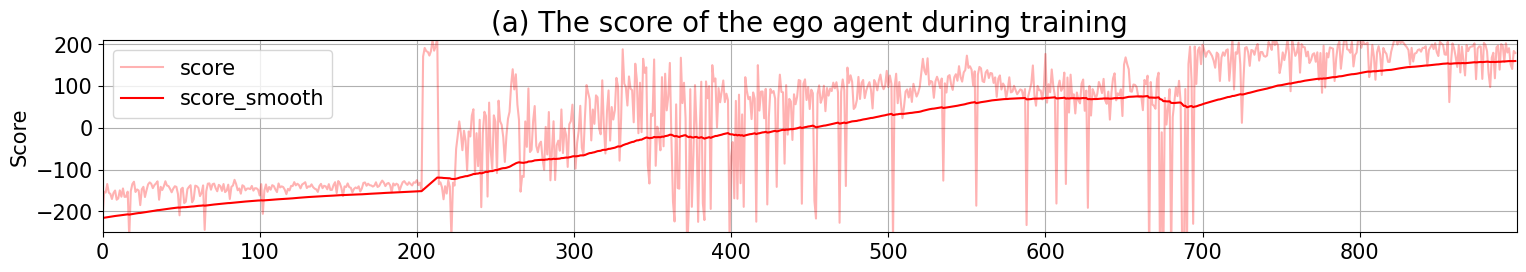 (a) The score of the ego agent during training
200
100
0
−100
−200
Score
score
score_smooth
0 100 200 300 400 500 600 700 800